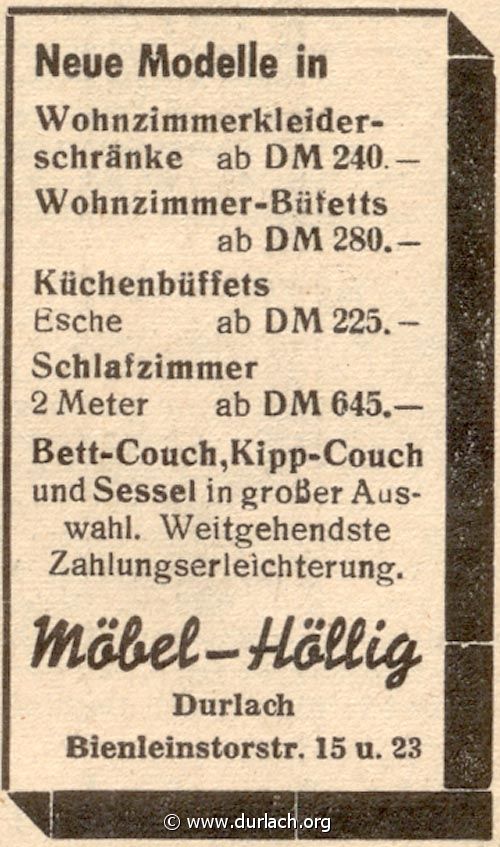 Neue Modelle in
Wohnzimmerkleider-
schränke ab DM 240.—
Wohnzimmer-Büfetts
ab DM 280.—
Küchenbüffets
Esche ab DM 225.—
Schlafzimmer
2 Meter ab DM 645.—
Bett-Couch, Kipp-Couch
und Sessel in großer Aus-
wahl. Weitgehendste
Zahlungserleichterung.
Möbel-Höllig
Durlach
Bienleinstorstr. 15 u. 23
© www.durlach.org